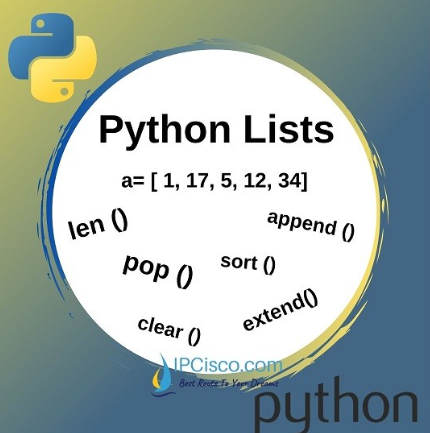 Python Lists
a= [ 1, 17, 5, 12, 34]
len ()
append ()
pop ()
sort ()
clear ()
extend()
IPCisco.com
Best Route To Your Dreams
python